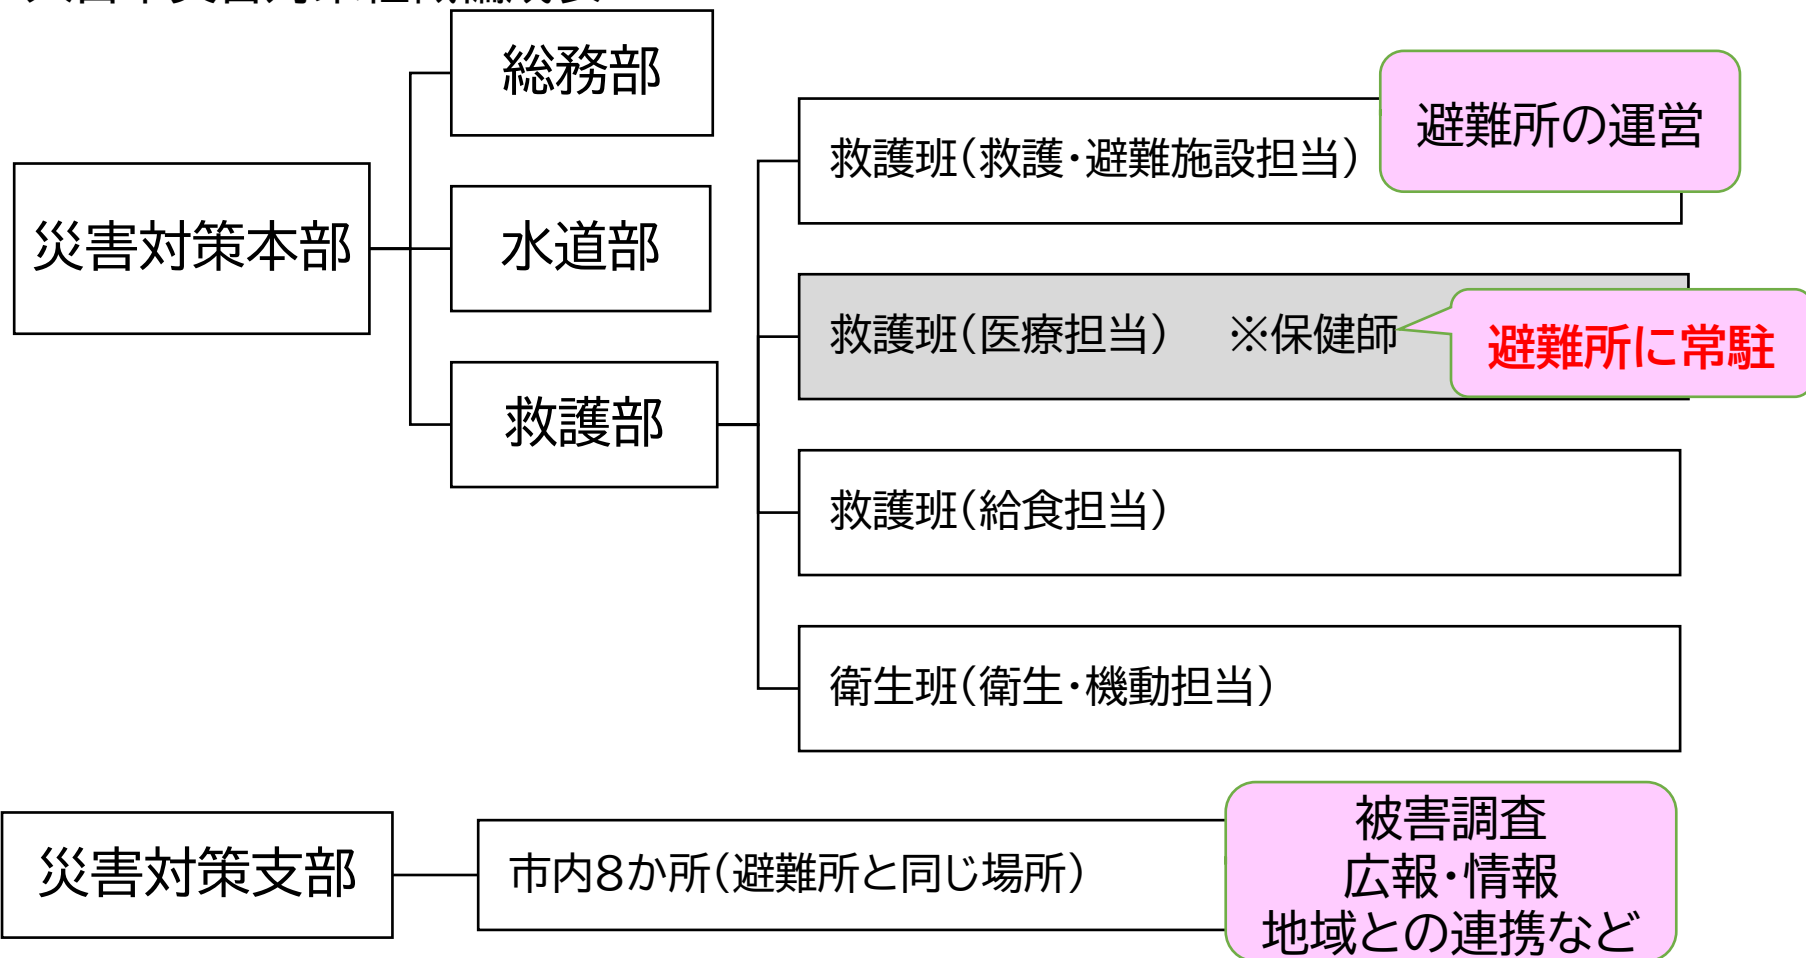 総務部
避難所の運営
救護班（救護・避難施設担当）
災害対策本部
水道部
救護班（医療担当）　※保健師
避難所に常駐
救護部
救護班（給食担当）
衛生班（衛生・機動担当）
災害対策支部
市内８か所（避難所と同じ場所）
被害調査
広報・情報
地域との連携など